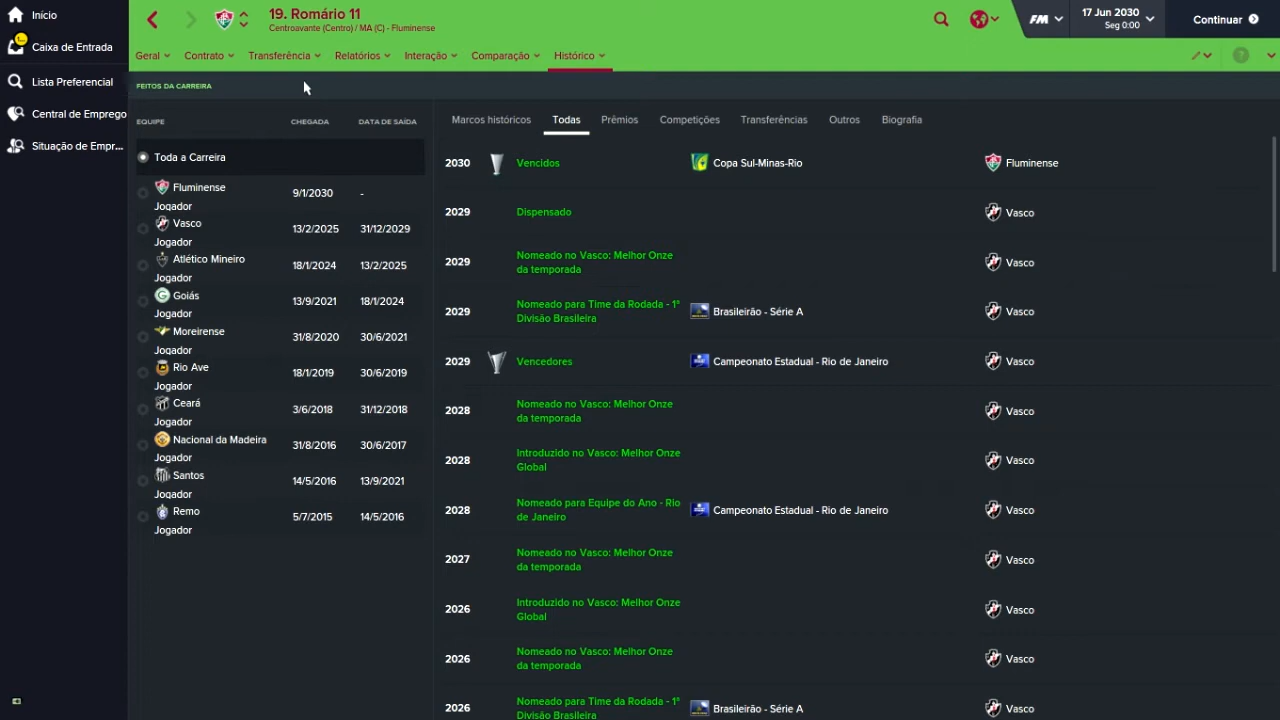 Início
Caixa de Entrada
Lista Preferencial
Central de Emprego
Situação de Empr...
19. Romário 11
Centroavante (Centro) / MA (C) - Fluminense
FM
17 Jun 2030
Seg 0:00
Continuar
Geral
Contrato
Transferência
Relatórios
Interação
Comparação
Histórico
?
FEITOS DA CARREIRA
EQUIPE CHEGADA DATA DE SAÍDA
Toda a Carreira
Fluminense 9/1/2030 -
Jogador
Vasco 13/2/2025 31/12/2029
Jogador
Atlético Mineiro 18/1/2024 13/2/2025
Jogador
Goiás 13/9/2021 18/1/2024
Jogador
Moreirense 31/8/2020 30/6/2021
Jogador
Rio Ave 18/1/2019 30/6/2019
Jogador
Ceará 3/6/2018 31/12/2018
Jogador
Nacional da Madeira 31/8/2016 30/6/2017
Jogador
Santos 14/5/2016 13/9/2021
Jogador
Remo 5/7/2015 14/5/2016
Jogador
Marcos históricos Todas Prêmios Competições Transferências Outros Biografia
2030 Vencidos Copa Sul-Minas-Rio Fluminense
2029 Dispensado Vasco
2029 Nomeado no Vasco: Melhor Onze Vasco
da temporada
2029 Nomeado para Time da Rodada - 1ª Brasileirão - Série A Vasco
Divisão Brasileira
2029 Vencedores Campeonato Estadual - Rio de Janeiro Vasco
2028 Nomeado no Vasco: Melhor Onze Vasco
da temporada
2028 Introduzido no Vasco: Melhor Onze Vasco
Global
2028 Nomeado para Equipe do Ano - Rio Campeonato Estadual - Rio de Janeiro Vasco
de Janeiro
2027 Nomeado no Vasco: Melhor Onze Vasco
da temporada
2026 Introduzido no Vasco: Melhor Onze Vasco
Global
2026 Nomeado no Vasco: Melhor Onze Vasco
da temporada
2026 Nomeado para Time da Rodada - 1ª Brasileirão - Série A Vasco
Divisão Brasileira